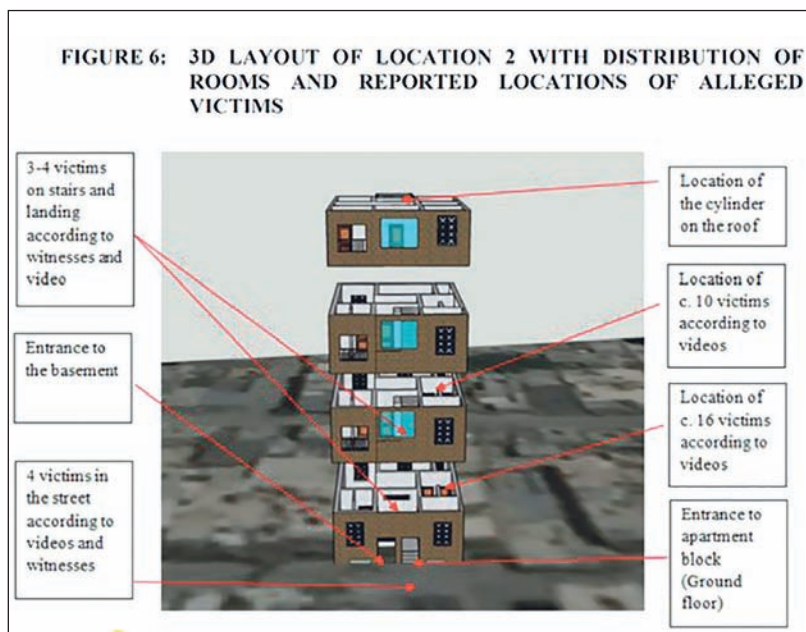 FIGURE 6: 3D LAYOUT OF LOCATION 2 WITH DISTRIBUTION OF
ROOMS AND REPORTED LOCATIONS OF ALLEGED
VICTIMS
3-4 victims
on stairs and
landing
according to
witnesses and
video
Entrance to
the basement
4 victims in
the street
according to
videos and
witnesses
Location of
the cylinder
on the roof
Location of
c. 10 victims
according to
videos
Location of
c. 16 victims
according to
videos
Entrance to
apartment
block
(Ground
floor)